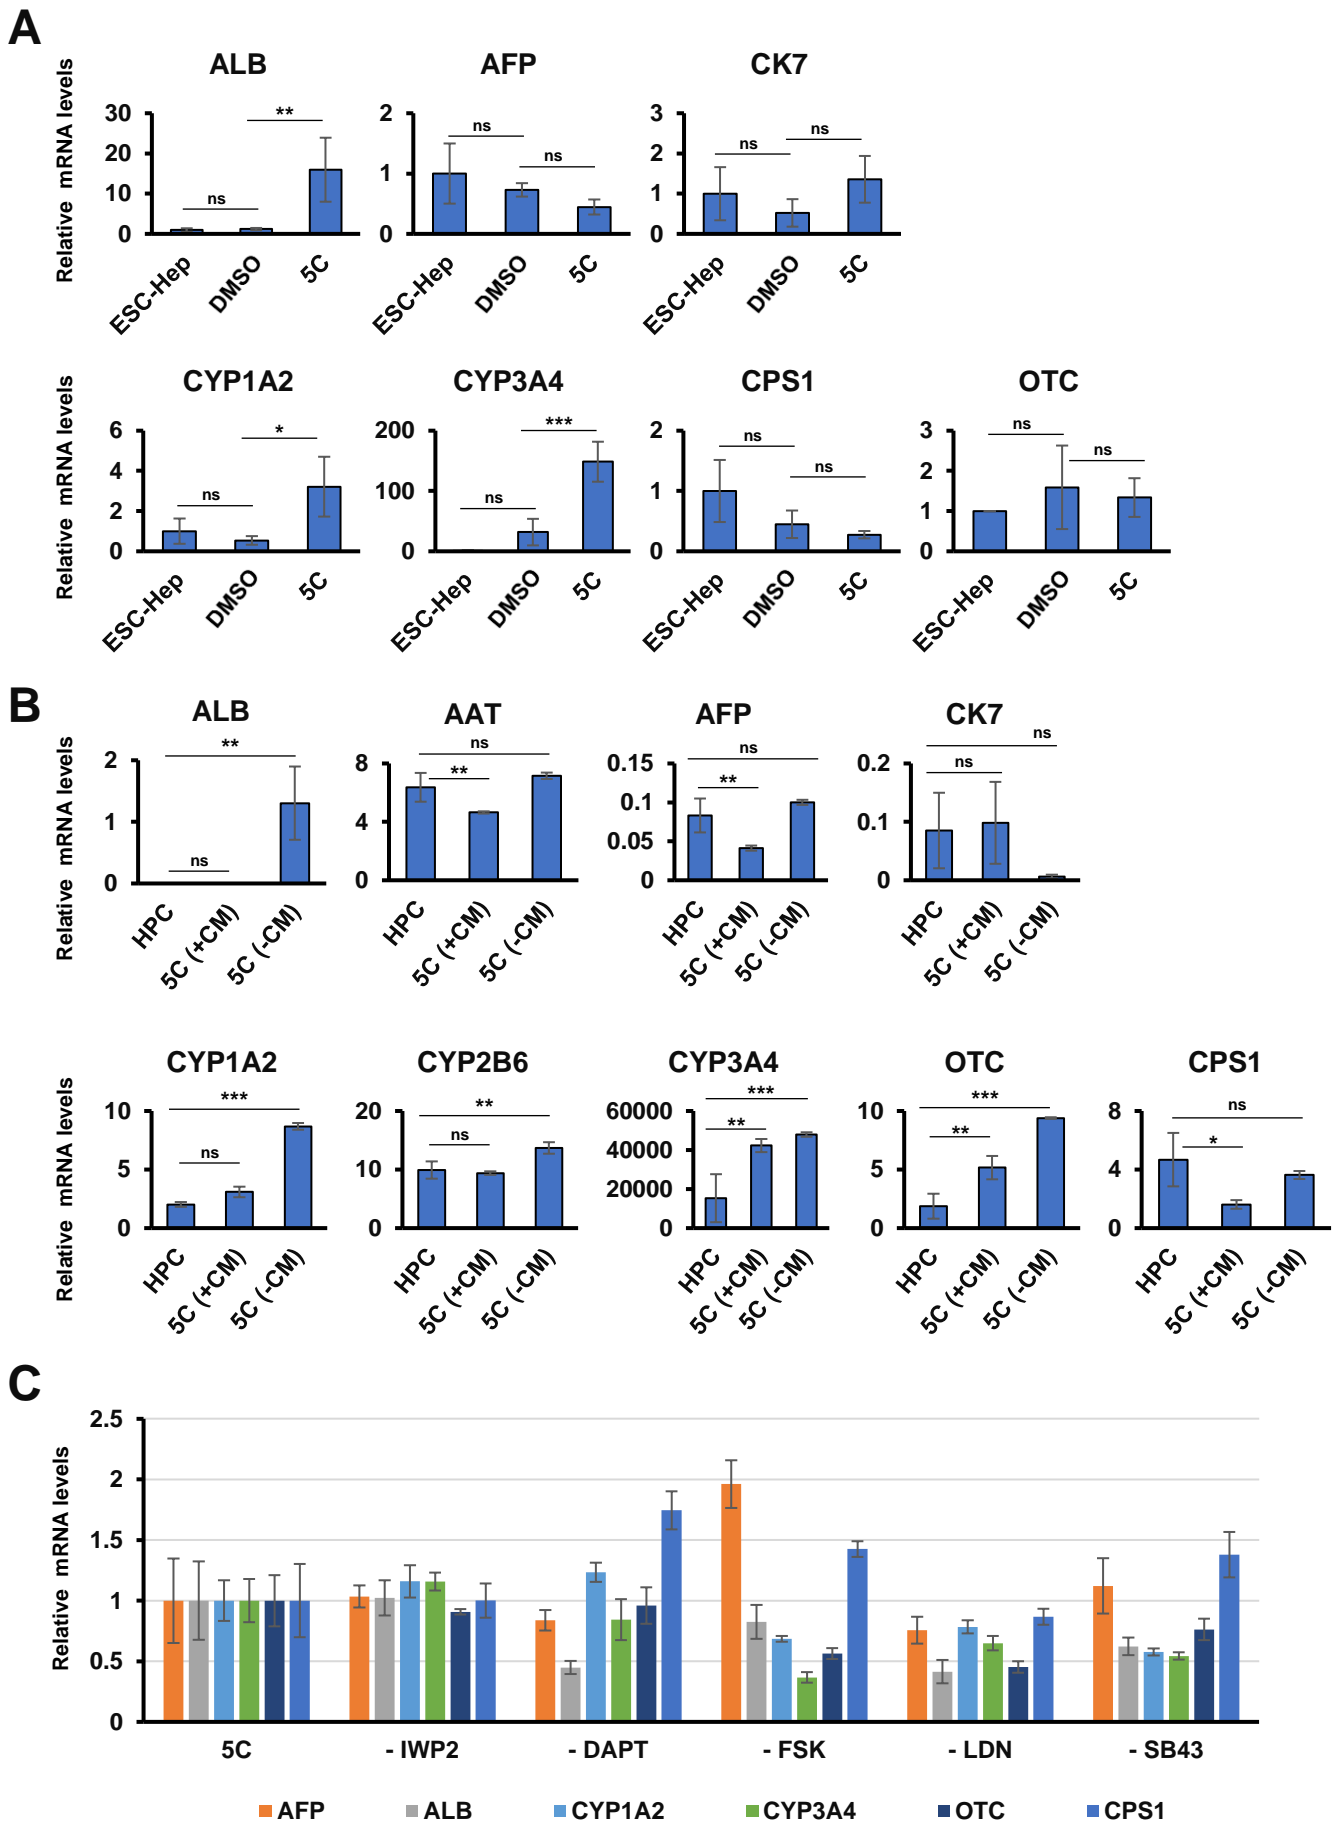 A
ALB
AFP
CK7
Relative mRNA levels
30
20
10
0
ns
**
ESC-Hep
DMSO
5C
2
1
0
ns
ns
ESC-Hep
DMSO
5C
3
2
1
0
ns
ns
ESC-Hep
DMSO
5C
CYP1A2
CYP3A4
CPS1
OTC
Relative mRNA levels
6
4
2
0
ns
*
ESC-Hep
DMSO
5C
200
100
0
ns
***
ESC-Hep
DMSO
5C
2
1
0
ns
ns
ESC-Hep
DMSO
5C
3
2
1
0
ns
ns
ESC-Hep
DMSO
5C
B
ALB
AAT
AFP
CK7
Relative mRNA levels
2
1
0
**
ns
HPC
5C (+CM)
5C (-CM)
8
4
0
ns
**
HPC
5C (+CM)
5C (-CM)
0.15
0.1
0.05
0
ns
**
HPC
5C (+CM)
5C (-CM)
0.2
0.1
0
ns
ns
HPC
5C (+CM)
5C (-CM)
CYP1A2
CYP2B6
CYP3A4
OTC
CPS1
Relative mRNA levels
10
5
0
***
ns
HPC
5C (+CM)
5C (-CM)
20
10
0
**
ns
HPC
5C (+CM)
5C (-CM)
60000
40000
20000
0
***
**
HPC
5C (+CM)
5C (-CM)
10
5
0
***
**
HPC
5C (+CM)
5C (-CM)
8
4
0
ns
*
HPC
5C (+CM)
5C (-CM)
C
Relative mRNA levels
2.5
2
1.5
1
0.5
0
5C
- IWP2
- DAPT
- FSK
- LDN
- SB43
AFP
ALB
CYP1A2
CYP3A4
OTC
CPS1